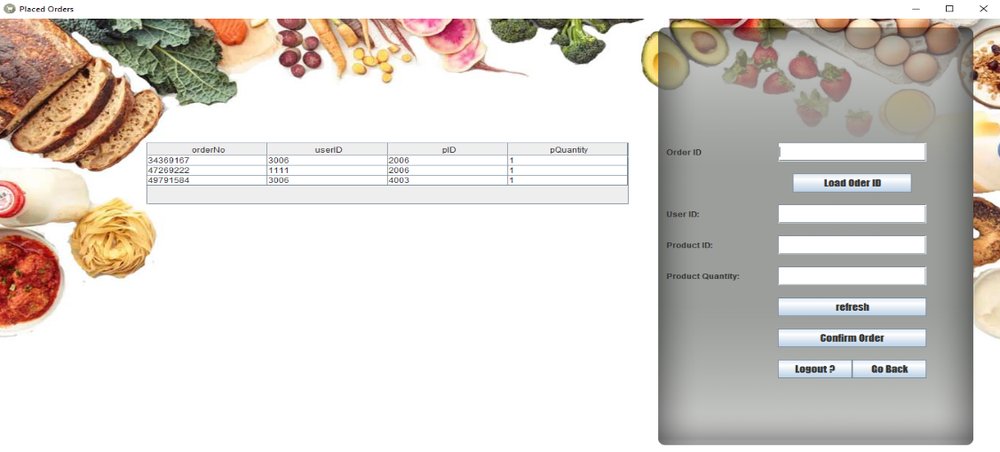 Placed Orders
orderNo userID pID pQuantity
34369167 3006 2006 1
47269222 1111 2006 1
49791584 3006 4003 1
Order ID
Load Oder ID
User ID:
Product ID:
Product Quantity:
refresh
Confirm Order
Logout ? Go Back